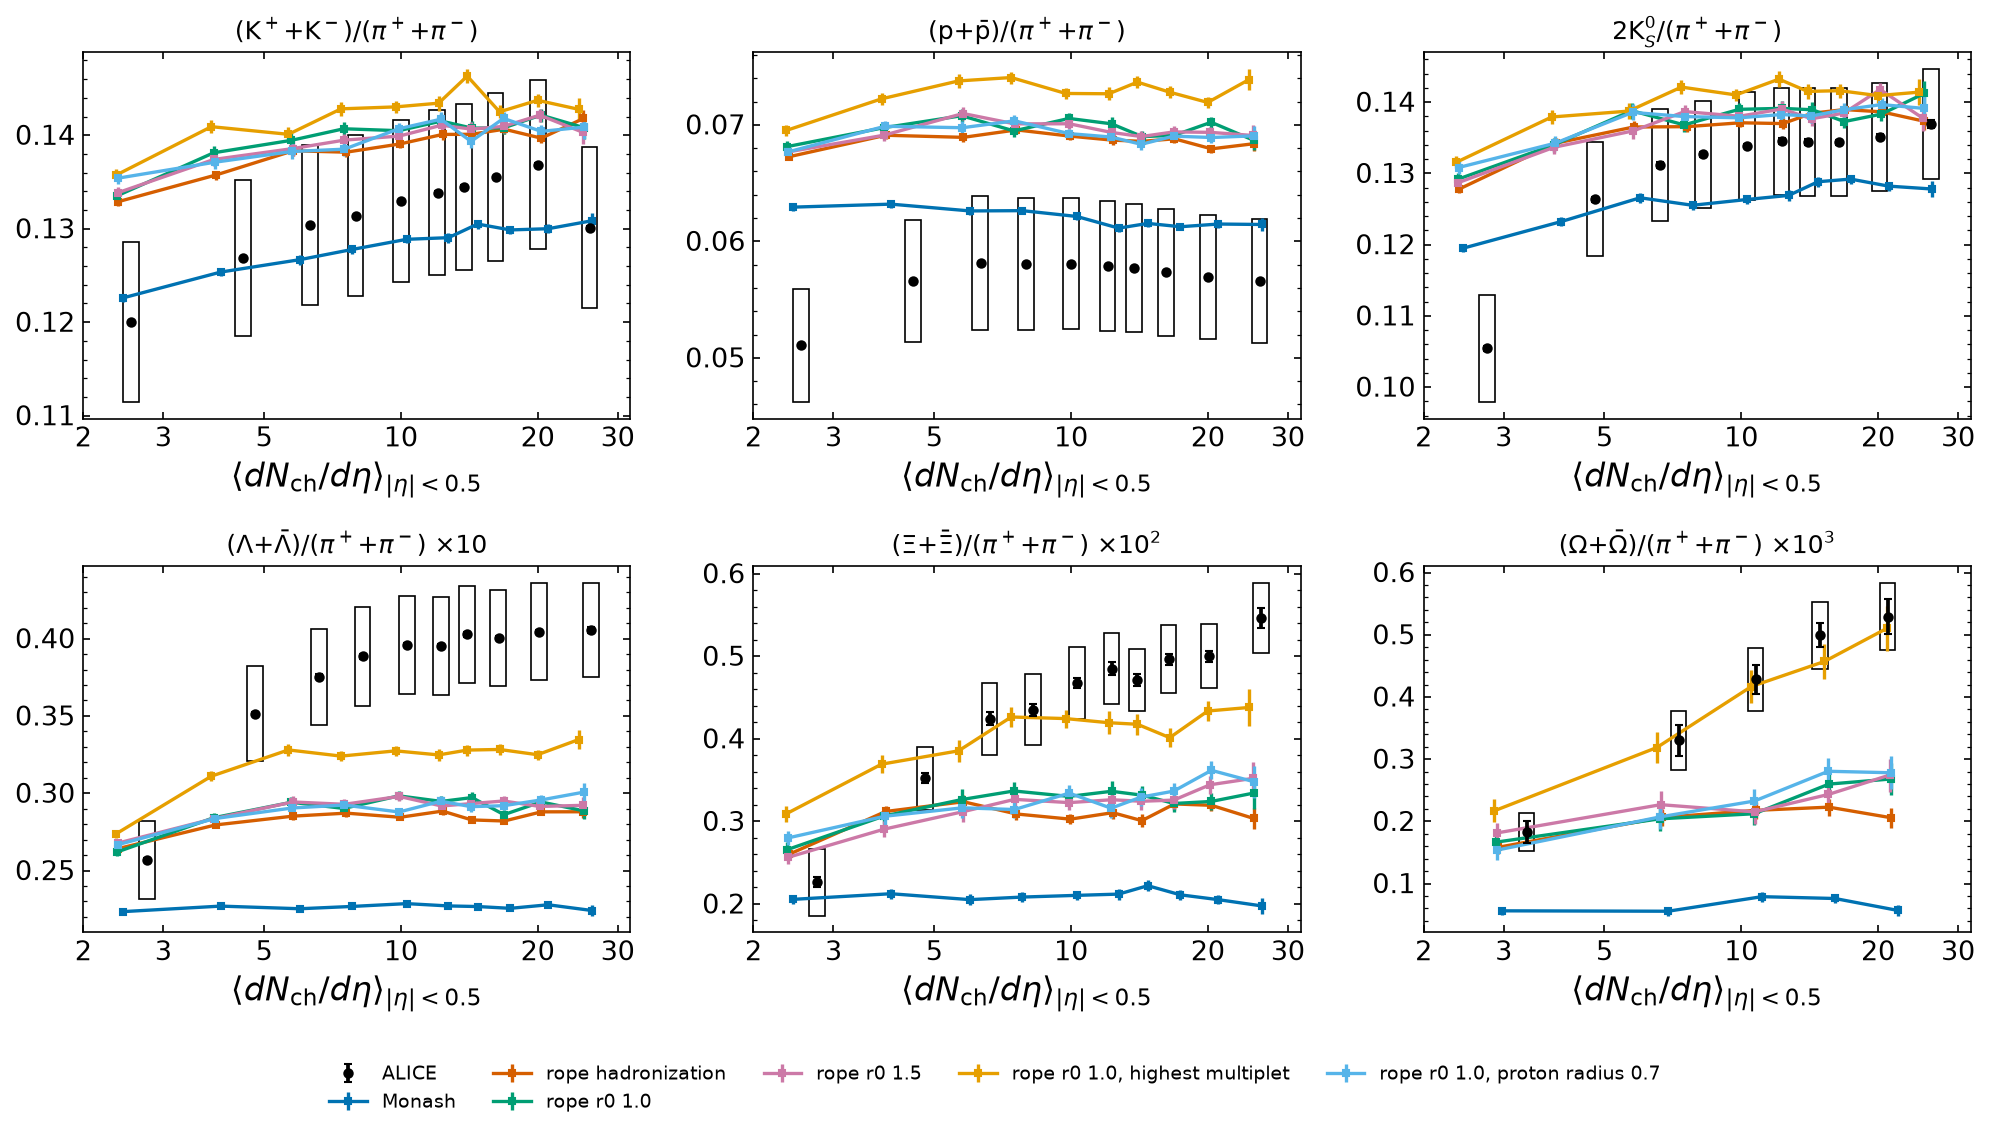 (K⁺+K⁻)/(π⁺+π⁻)
(p+p̄)/(π⁺+π⁻)
2K⁰_S/(π⁺+π⁻)
0.14
0.13
0.12
0.11
2 3 5 10 20 30
⟨dN_ch/dη⟩_|η|<0.5
0.07
0.06
0.05
2 3 5 10 20 30
⟨dN_ch/dη⟩_|η|<0.5
0.14
0.13
0.12
0.11
0.10
2 3 5 10 20 30
⟨dN_ch/dη⟩_|η|<0.5
(Λ+Λ̄)/(π⁺+π⁻) ×10
(Ξ+Ξ̄)/(π⁺+π⁻) ×10²
(Ω+Ω̄)/(π⁺+π⁻) ×10³
0.40
0.35
0.30
0.25
2 3 5 10 20 30
⟨dN_ch/dη⟩_|η|<0.5
0.6
0.5
0.4
0.3
0.2
2 3 5 10 20 30
⟨dN_ch/dη⟩_|η|<0.5
0.6
0.5
0.4
0.3
0.2
0.1
2 3 5 10 20 30
⟨dN_ch/dη⟩_|η|<0.5
ALICE
Monash
rope hadronization
rope r0 1.0
rope r0 1.5
rope r0 1.0, highest multiplet
rope r0 1.0, proton radius 0.7